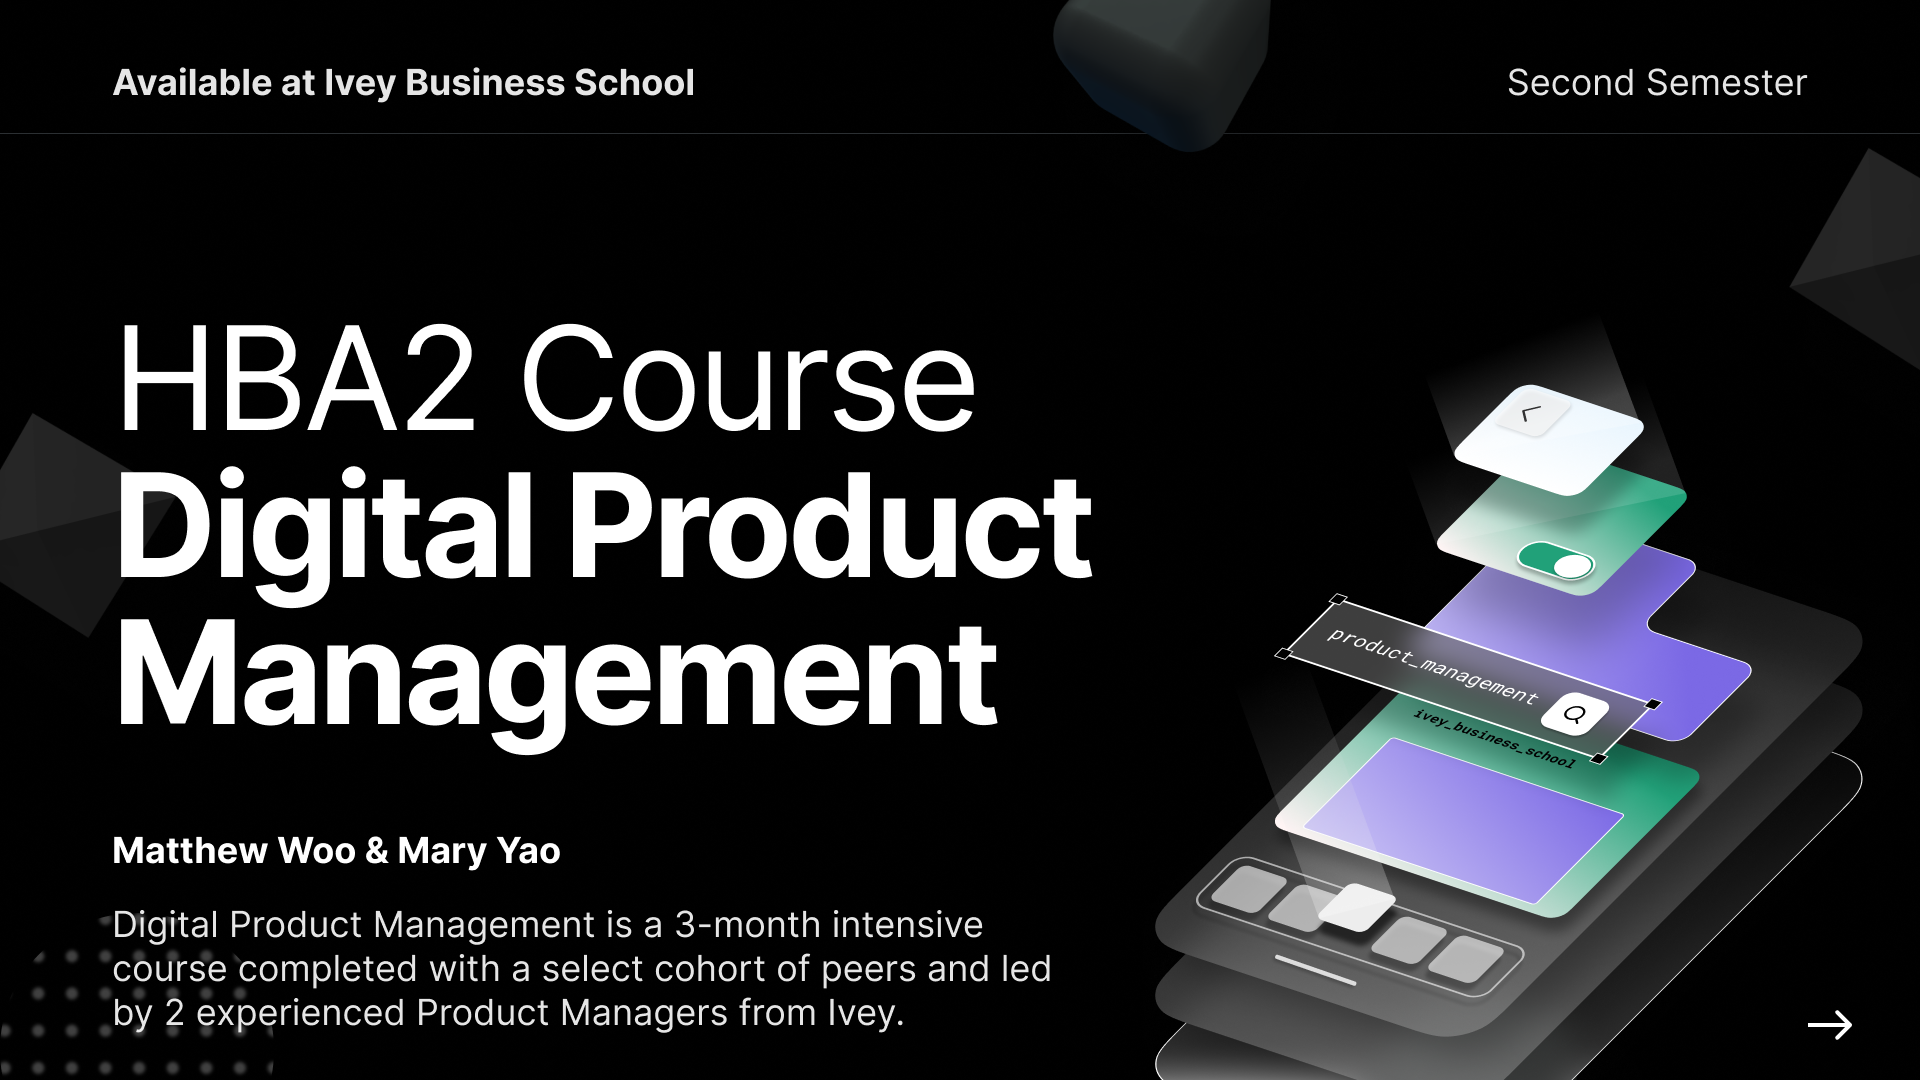 Available at Ivey Business School
Second Semester
HBA2 Course
Digital Product
Management
Matthew Woo & Mary Yao
Digital Product Management is a 3-month intensive
course completed with a select cohort of peers and led
by 2 experienced Product Managers from Ivey.
product_management
ivey_business_school